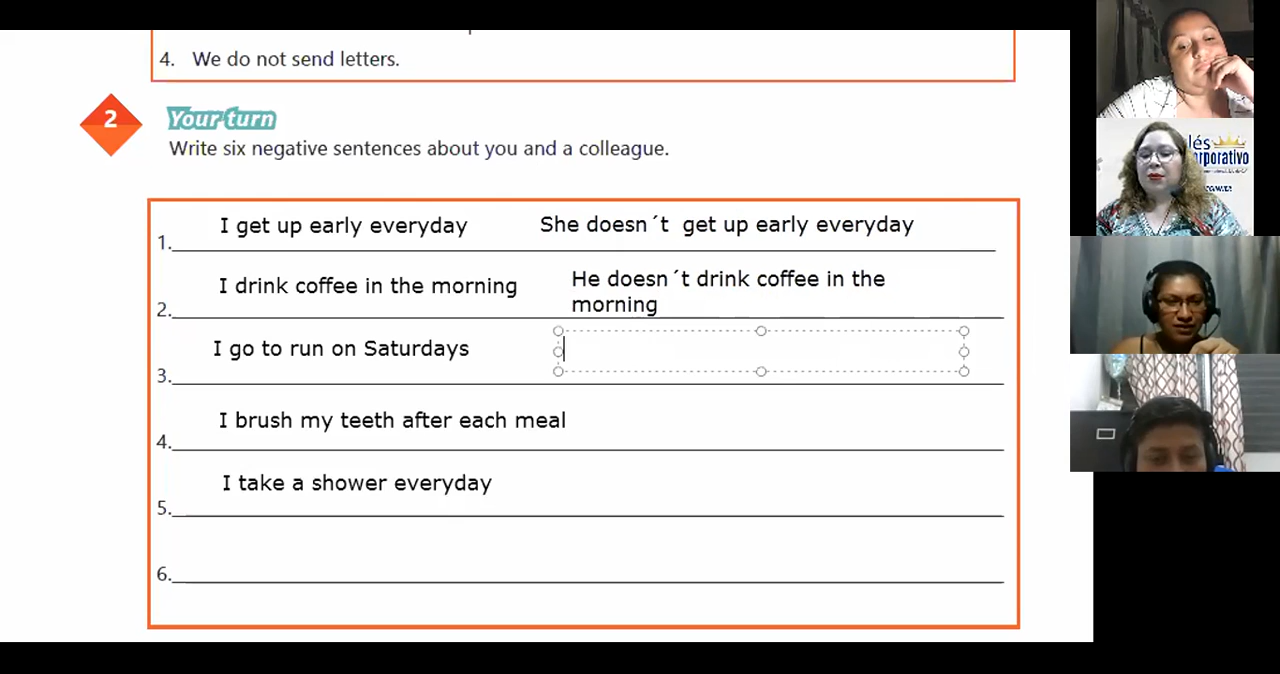 4. We do not send letters.
2
Your turn
Write six negative sentences about you and a colleague.
1. I get up early everyday She doesn´t get up early everyday
2. I drink coffee in the morning He doesn´t drink coffee in the
morning
3. I go to run on Saturdays
4. I brush my teeth after each meal
5. I take a shower everyday
6.
lés
orporativo